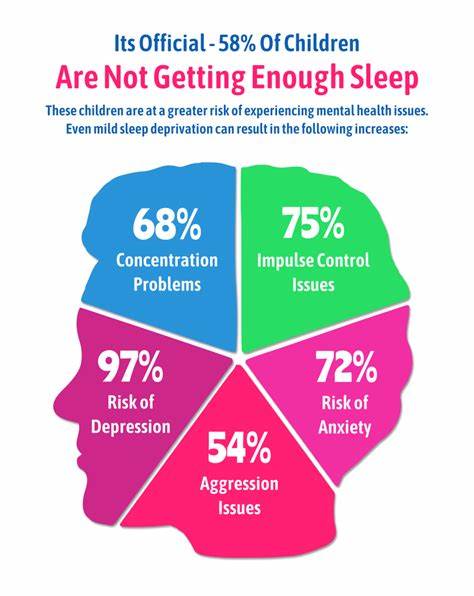 Its Official - 58% Of Children
Are Not Getting Enough Sleep
These children are at a greater risk of experiencing mental health issues.
Even mild sleep deprivation can result in the following increases:
68%
Concentration
Problems
75%
Impulse Control
Issues
97%
Risk of
Depression
72%
Risk of
Anxiety
54%
Aggression
Issues